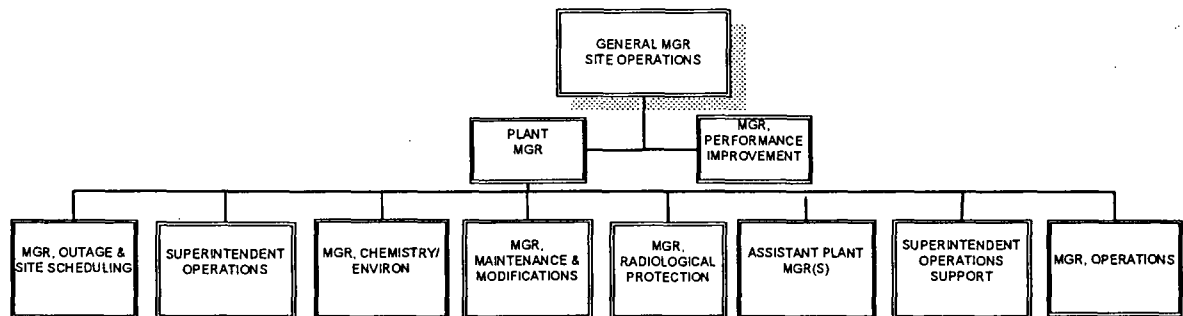 GENERAL MGR
SITE OPERATIONS
PLANT
MGR
MGR,
PERFORMANCE
IMPROVEMENT
MGR, OUTAGE &
SITE SCHEDULING
SUPERINTENDENT
OPERATIONS
MGR, CHEMISTRY/
ENVIRON
MGR,
MAINTENANCE &
MODIFICATIONS
MGR,
RADIOLOGICAL
PROTECTION
ASSISTANT PLANT
MGR(S)
SUPERINTENDENT
OPERATIONS
SUPPORT
MGR, OPERATIONS